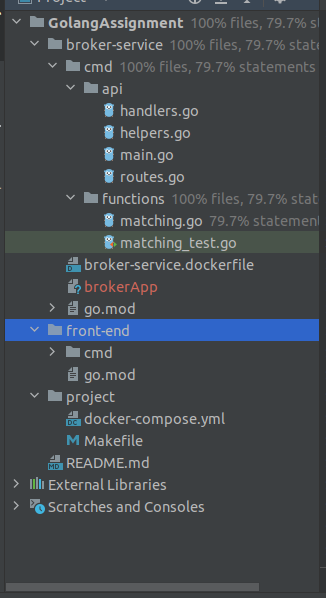 Project
GolangAssignment 100% files, 79.7% statements
broker-service 100% files, 79.7% statements
cmd 100% files, 79.7% statements
api
handlers.go
helpers.go
main.go
routes.go
functions 100% files, 79.7% stat
matching.go 79.7% statement
matching_test.go
broker-service.dockerfile
brokerApp
go.mod
front-end
cmd
go.mod
project
docker-compose.yml
Makefile
README.md
External Libraries
Scratches and Consoles